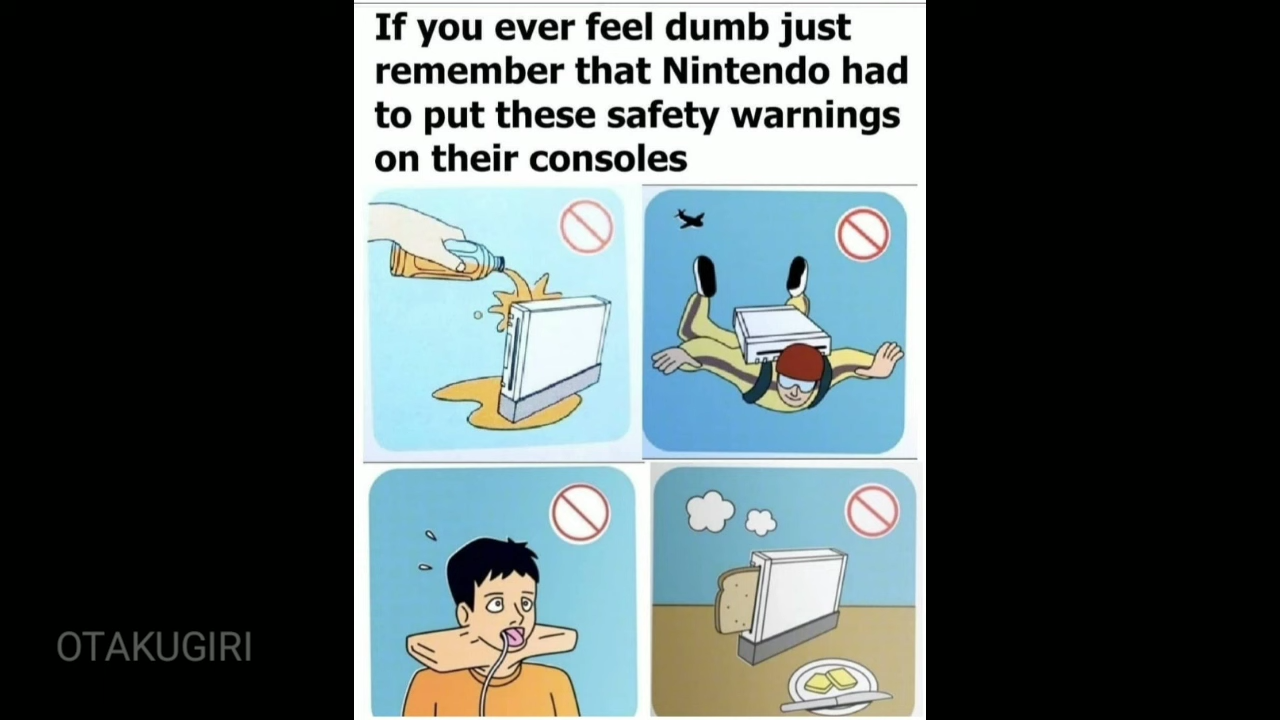 If you ever feel dumb just
remember that Nintendo had
to put these safety warnings
on their consoles
OTAKUGIRI